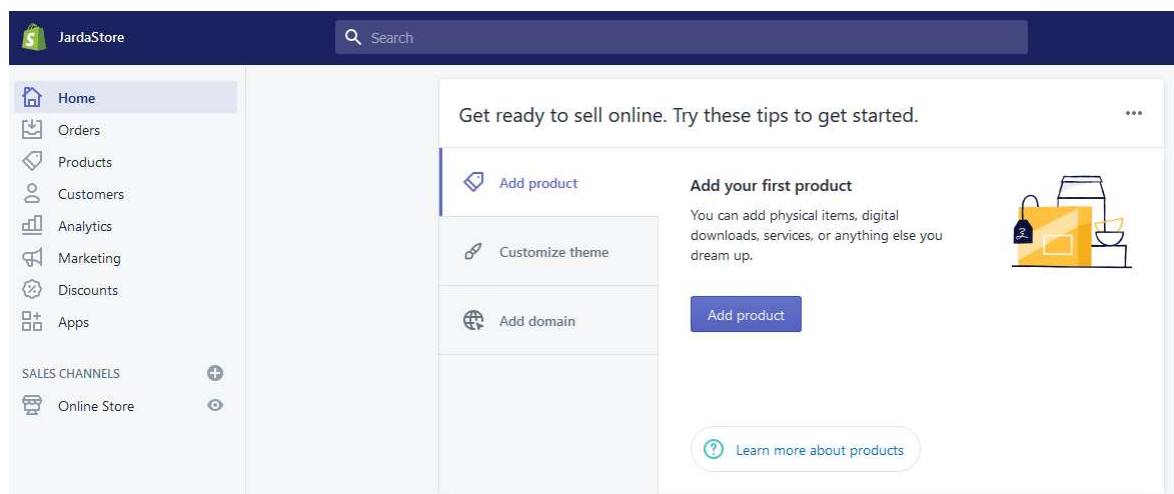 JardaStore
Search
Home
Orders
Products
Customers
Analytics
Marketing
Discounts
Apps
SALES CHANNELS
Online Store
Get ready to sell online. Try these tips to get started.
Add product
Customize theme
Add domain
Add your first product
You can add physical items, digital
downloads, services, or anything else you
dream up.
Add product
Learn more about products